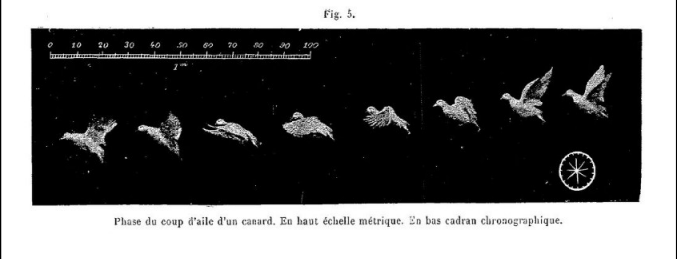 Fig. 5.
0 10 20 30 40 50 60 70 80 90 100
1 m
Phase du coup d'aile d'un canard. En haut échelle métrique. En bas cadran chronographique.